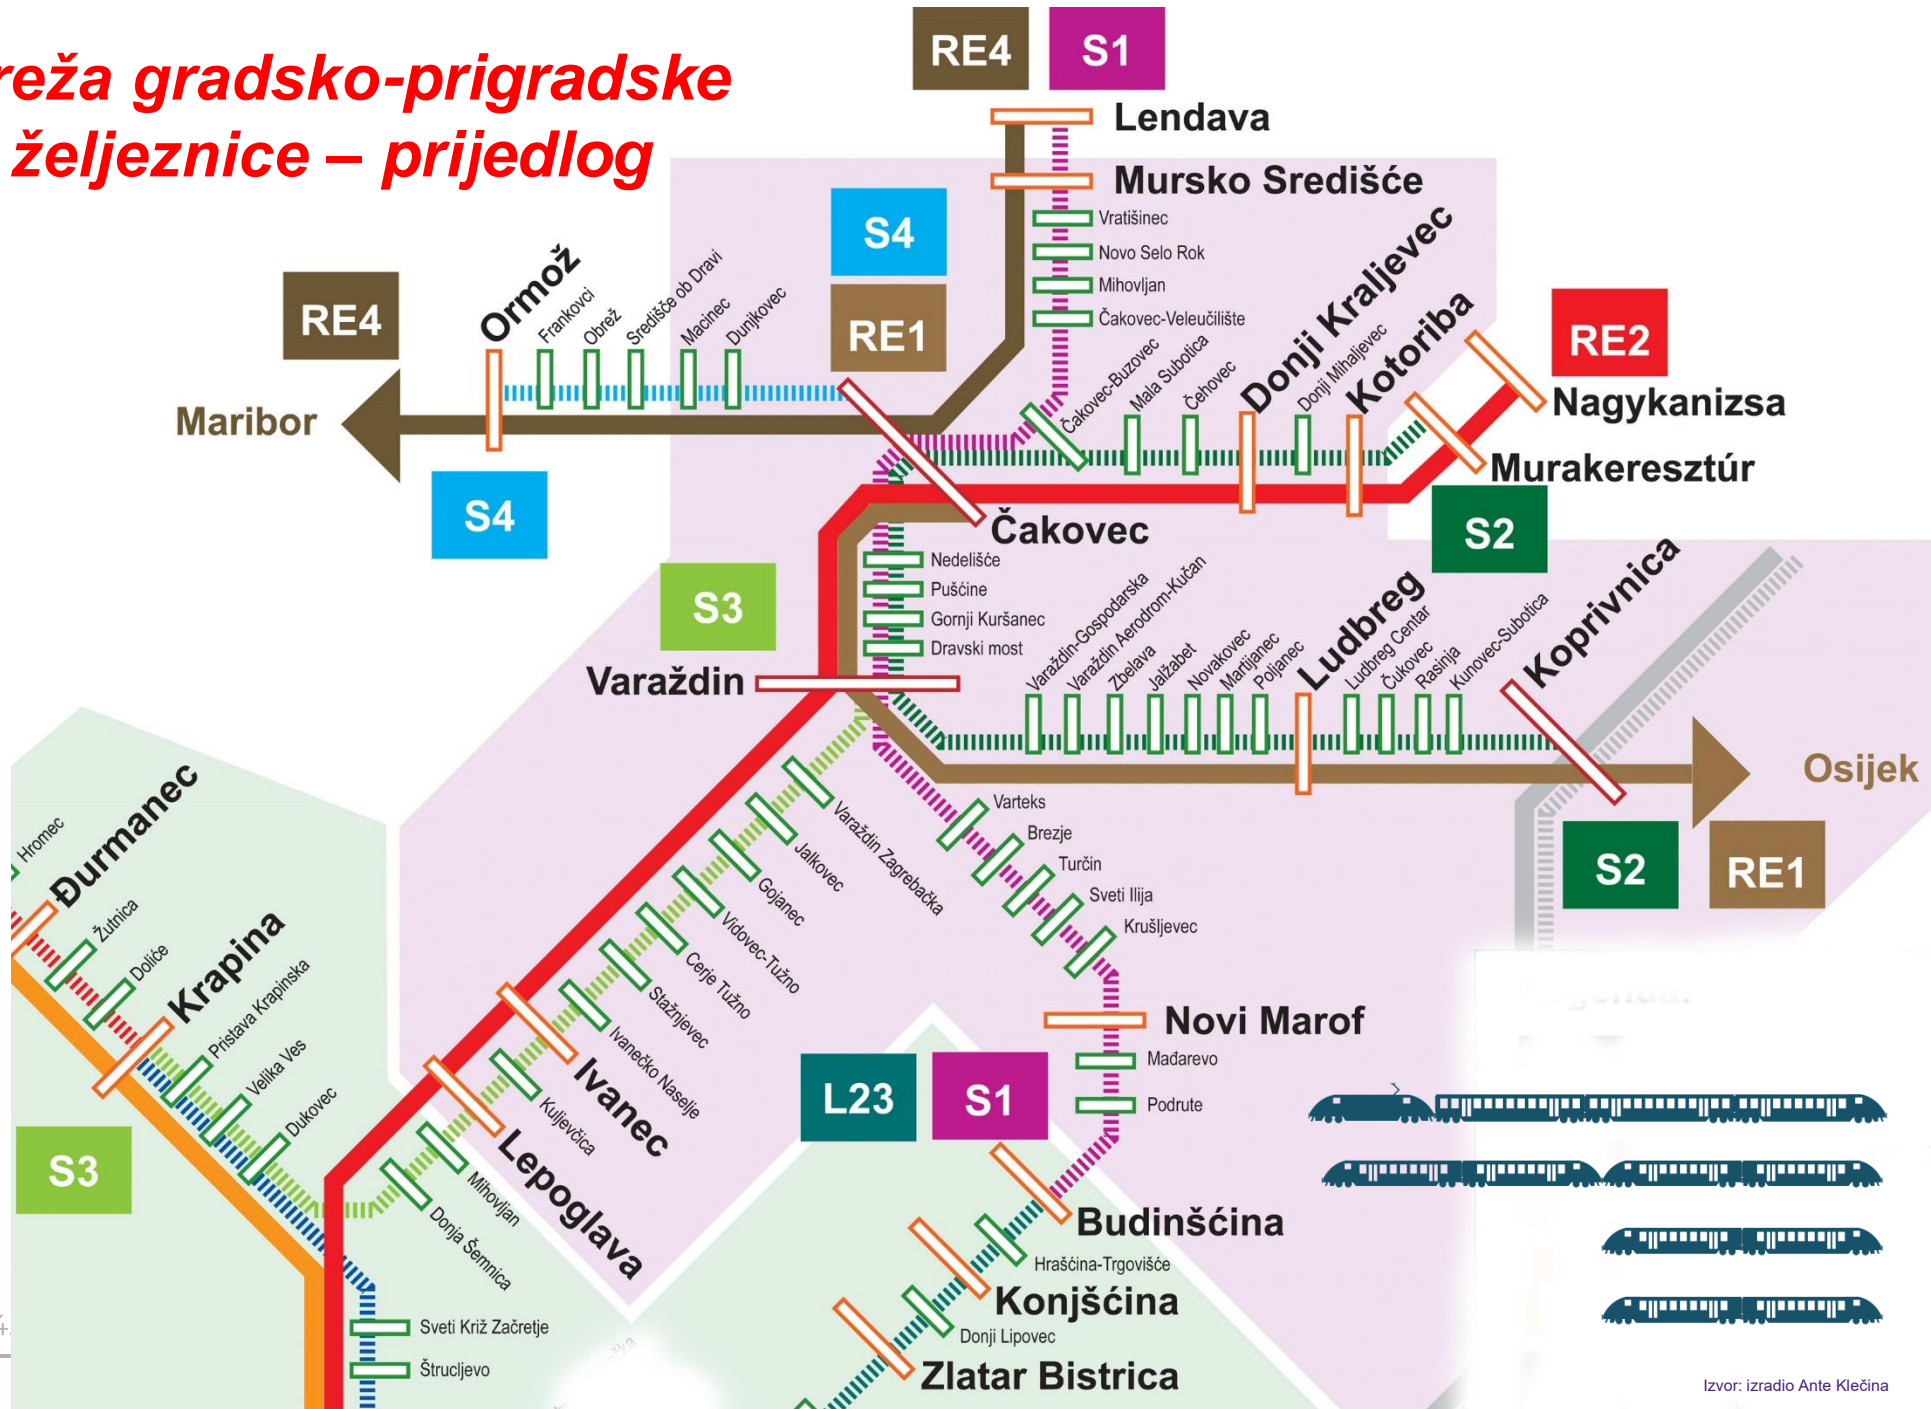 reža gradsko-prigradske
željeznice – prijedlog
RE4
S1
Lendava
Mursko Središće
Vratišinec
Novo Selo Rok
Mihovljan
Čakovec-Veleučilište
S4
RE1
RE4
Maribor
S4
Ormož
Frankovci
Obrež
Središče ob Dravi
Macinec
Dunjkovec
Čakovec-Buzovec
Mala Subotica
Čehovec
Donji Kraljevec
Donji Mihaljevec
Kotoriba
RE2
Nagykanizsa
Murakeresztúr
S2
Čakovec
Nedelišće
Pušćine
Gornji Kuršanec
Dravski most
S3
Varaždin
Varaždin-Gospodarska
Varaždin Aerodrom-Kučan
Zbelava
Jalžabet
Novakovec
Martijanec
Poljanec
Ludbreg
Ludbreg Centar
Čukovec
Rasinja
Kunovec-Subotica
Koprivnica
Osijek
S2
RE1
Varteks
Brezje
Turčin
Sveti Ilija
Krušljevec
Novi Marof
Mađarevo
Podrute
L23
S1
Budinšćina
Hrašćina-Trgovišće
Konjšćina
Donji Lipovec
Zlatar Bistrica
Varaždin Zagrebačka
Jalkovec
Gojanec
Vidovec-Tužno
Cerje Tužno
Stažnjevec
Ivanečko Naselje
Ivanec
Kuljevčica
Lepoglava
Mihovljan
Donja Šemnica
Hromec
Đurmanec
Žutnica
Doliće
Krapina
Pristava Krapinska
Velika Ves
Dukovec
S3
Sveti Križ Začretje
Štrucljevo
Izvor: izradio Ante Klečina